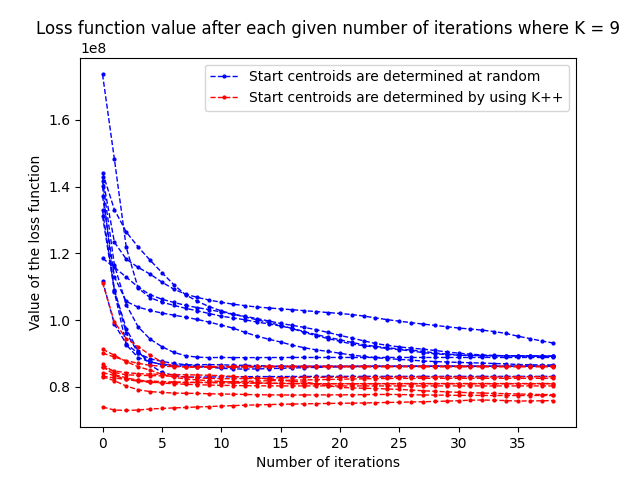 Loss function value after each given number of iterations where K = 9
1e8
Start centroids are determined at random
Start centroids are determined by using K++
1.6
1.4
1.2
1.0
0.8
Value of the loss function
0 5 10 15 20 25 30 35
Number of iterations